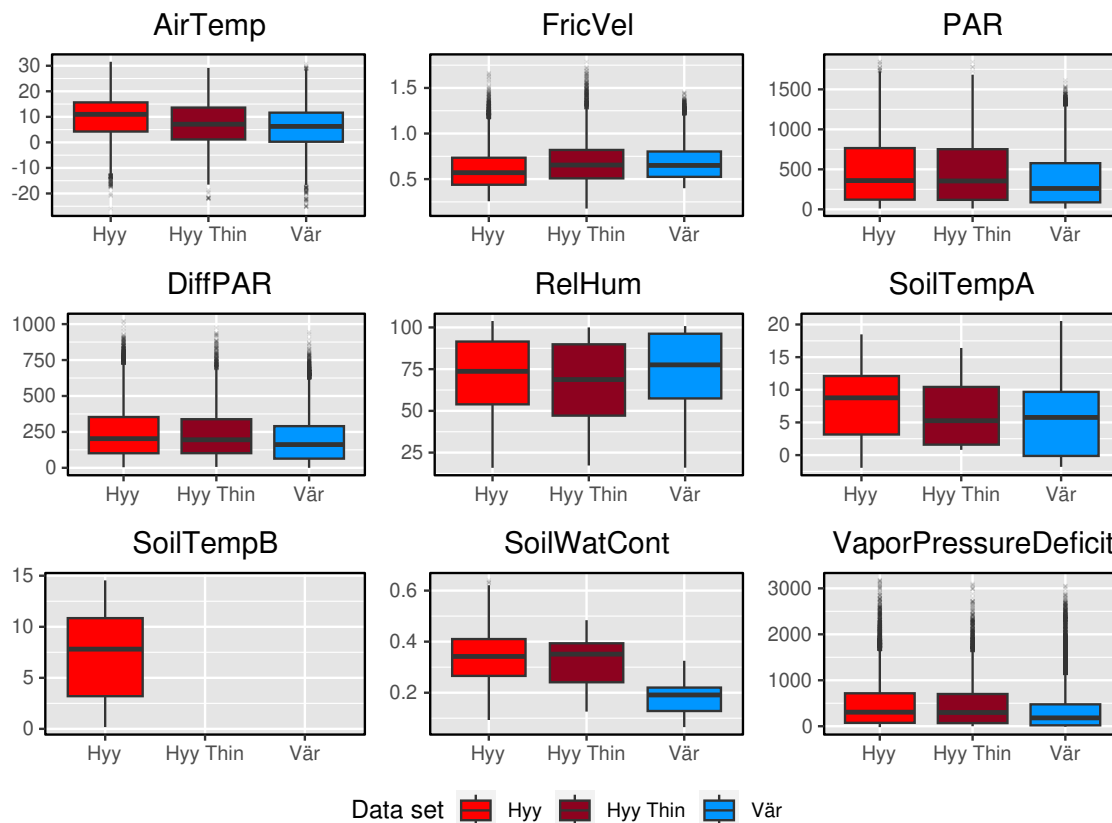 AirTemp
30
20
10
0
-10
-20
Hyy Hyy Thin Vär
FricVel
1.5
1.0
0.5
Hyy Hyy Thin Vär
PAR
1500
1000
500
0
Hyy Hyy Thin Vär
DiffPAR
1000
750
500
250
0
Hyy Hyy Thin Vär
RelHum
100
75
50
25
Hyy Hyy Thin Vär
SoilTempA
20
15
10
5
0
Hyy Hyy Thin Vär
SoilTempB
15
10
5
0
Hyy Hyy Thin Vär
SoilWatCont
0.6
0.4
0.2
Hyy Hyy Thin Vär
VaporPressureDeficit
3000
2000
1000
0
Hyy Hyy Thin Vär
Data set Hyy Hyy Thin Vär